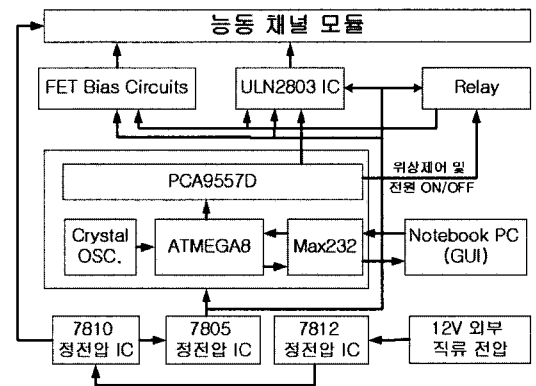 능동 채널 모듈
FET Bias Circuits
ULN2803 IC
Relay
위상제어 및
전원 ON/OFF
PCA9557D
Crystal
OSC.
ATMEGA8
Max232
Notebook PC
(GUI)
7810
정전압 IC
7805
정전압 IC
7812
정전압 IC
12V 외부
직류 전압